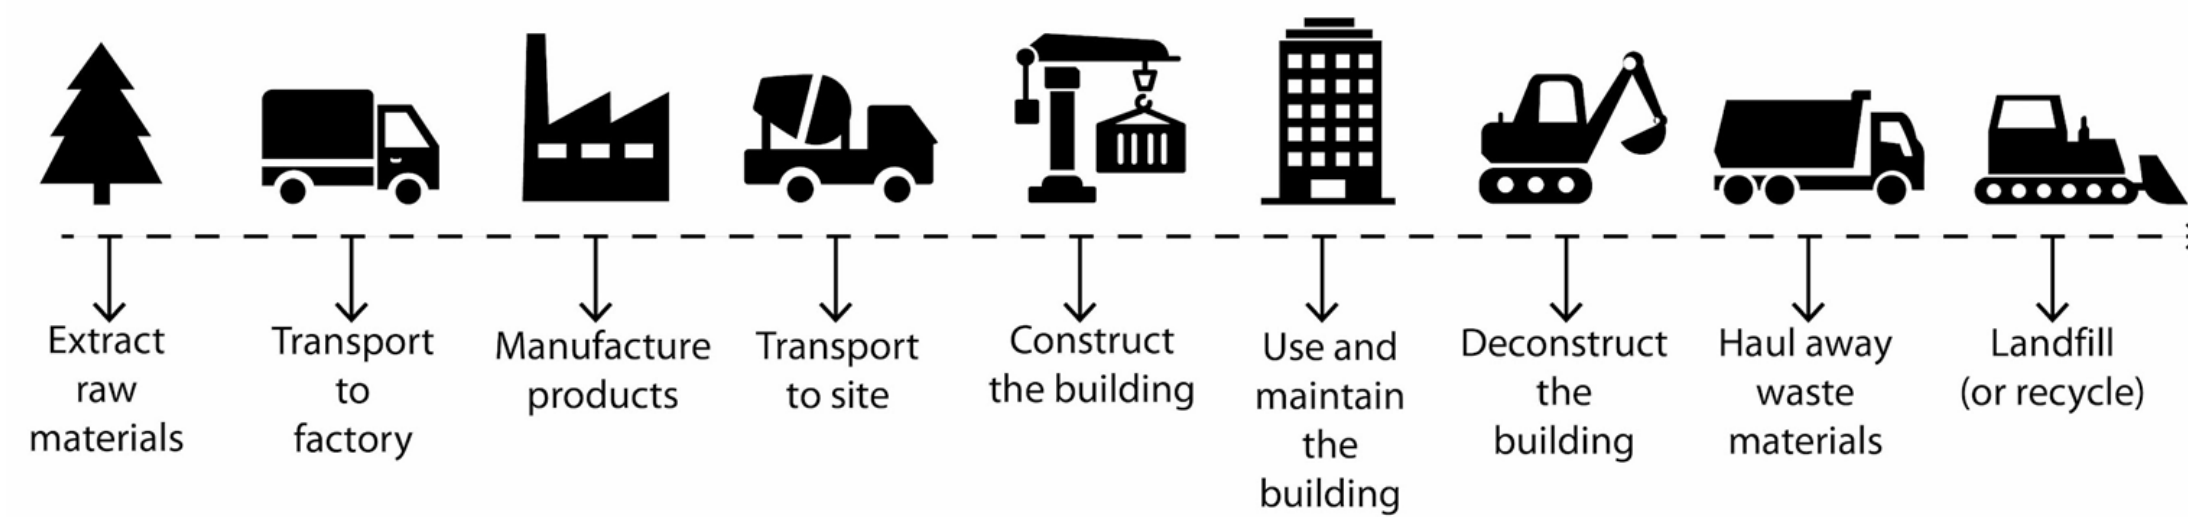 Extract
raw
materials
Transport
to
factory
Manufacture
products
Transport
to site
Construct
the building
Use and
maintain
the
building
Deconstruct
the
building
Haul away
waste
materials
Landfill
(or recycle)